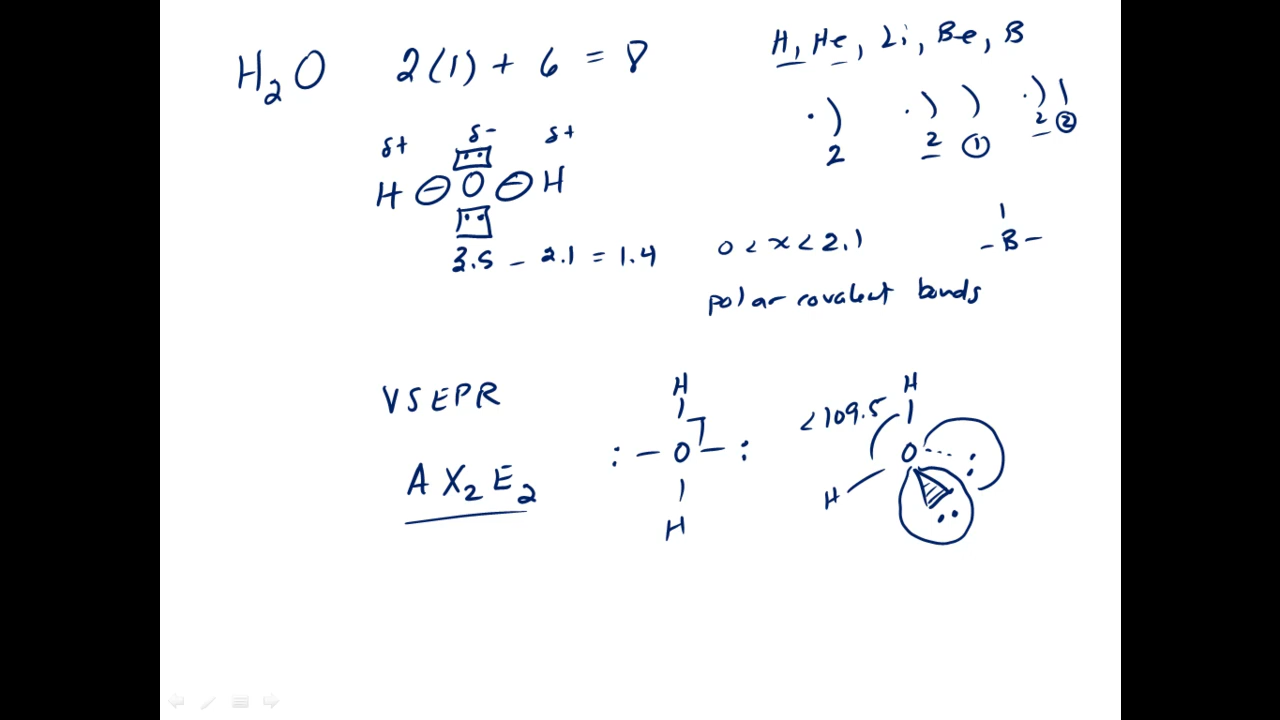 H₂O 2(1) + 6 = 8
H, He, Li, Be, B
·) ·) ) ·) )
2 2 ① 2 ②
δ+ δ- δ+
H - O - H
3.5 - 2.1 = 1.4
0 < x < 2.1
- B -
polar covalent bonds
VSEPR
AX₂E₂
H
: - O - :
H
<109.5
H
O ··· :
H
··